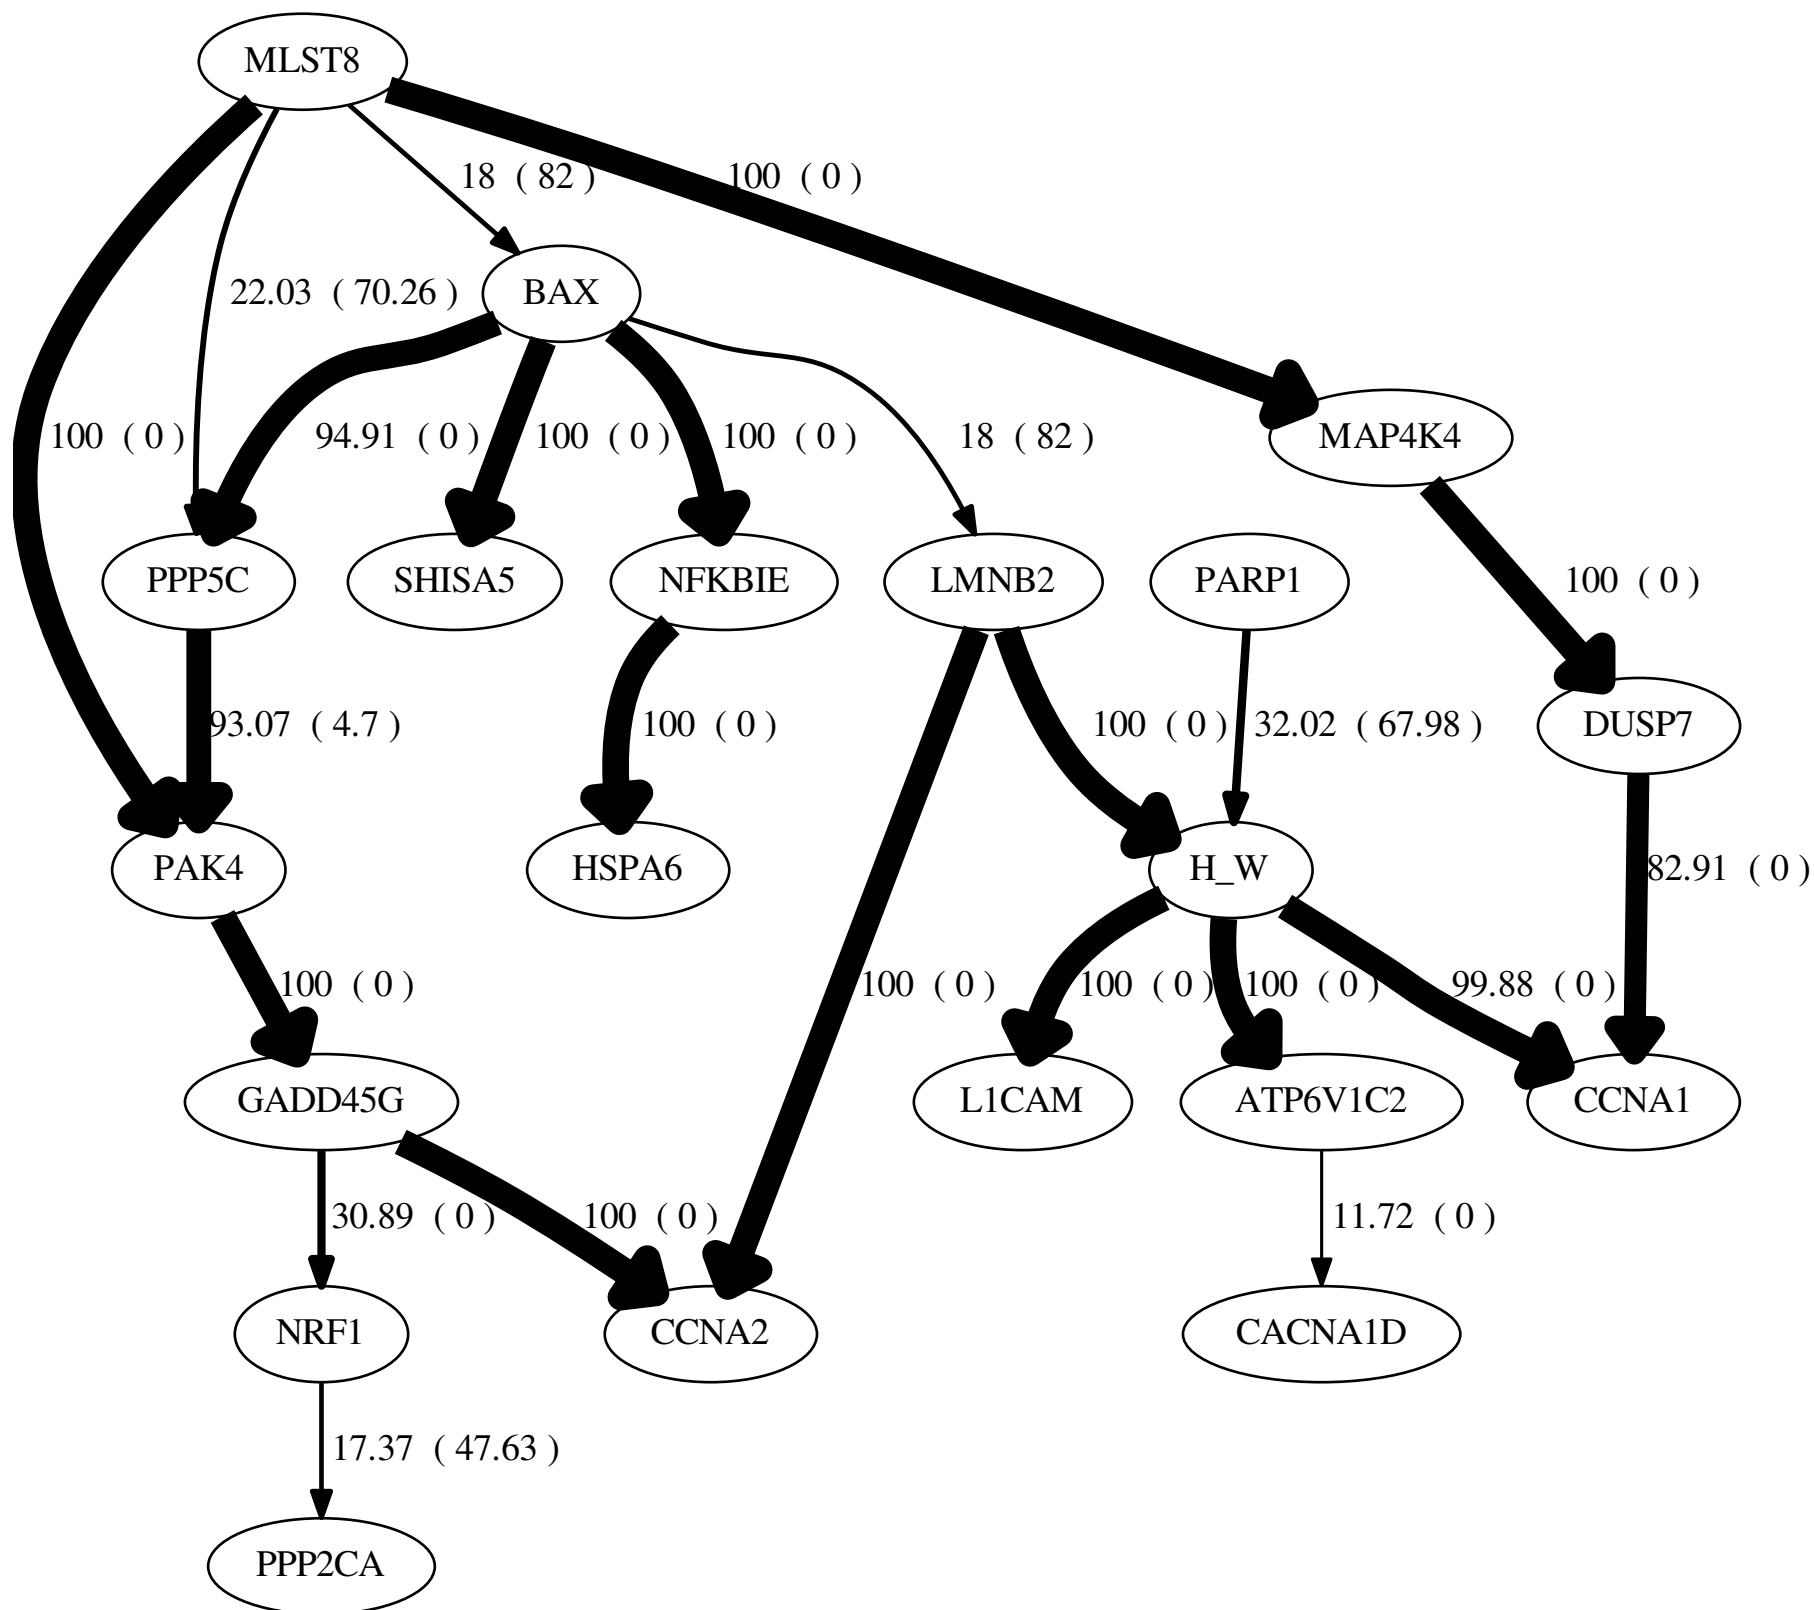 MLST8
18 ( 82 )
100 ( 0 )
22.03 ( 70.26 )
BAX
100 ( 0 )
94.91 ( 0 )
100 ( 0 )
100 ( 0 )
18 ( 82 )
MAP4K4
PPP5C
SHISA5
NFKBIE
LMNB2
PARP1
100 ( 0 )
93.07 ( 4.7 )
100 ( 0 )
100 ( 0 )
32.02 ( 67.98 )
DUSP7
PAK4
HSPA6
H_W
82.91 ( 0 )
100 ( 0 )
100 ( 0 )
100 ( 0 )
100 ( 0 )
99.88 ( 0 )
GADD45G
L1CAM
ATP6V1C2
CCNA1
30.89 ( 0 )
100 ( 0 )
11.72 ( 0 )
NRF1
CCNA2
CACNA1D
17.37 ( 47.63 )
PPP2CA